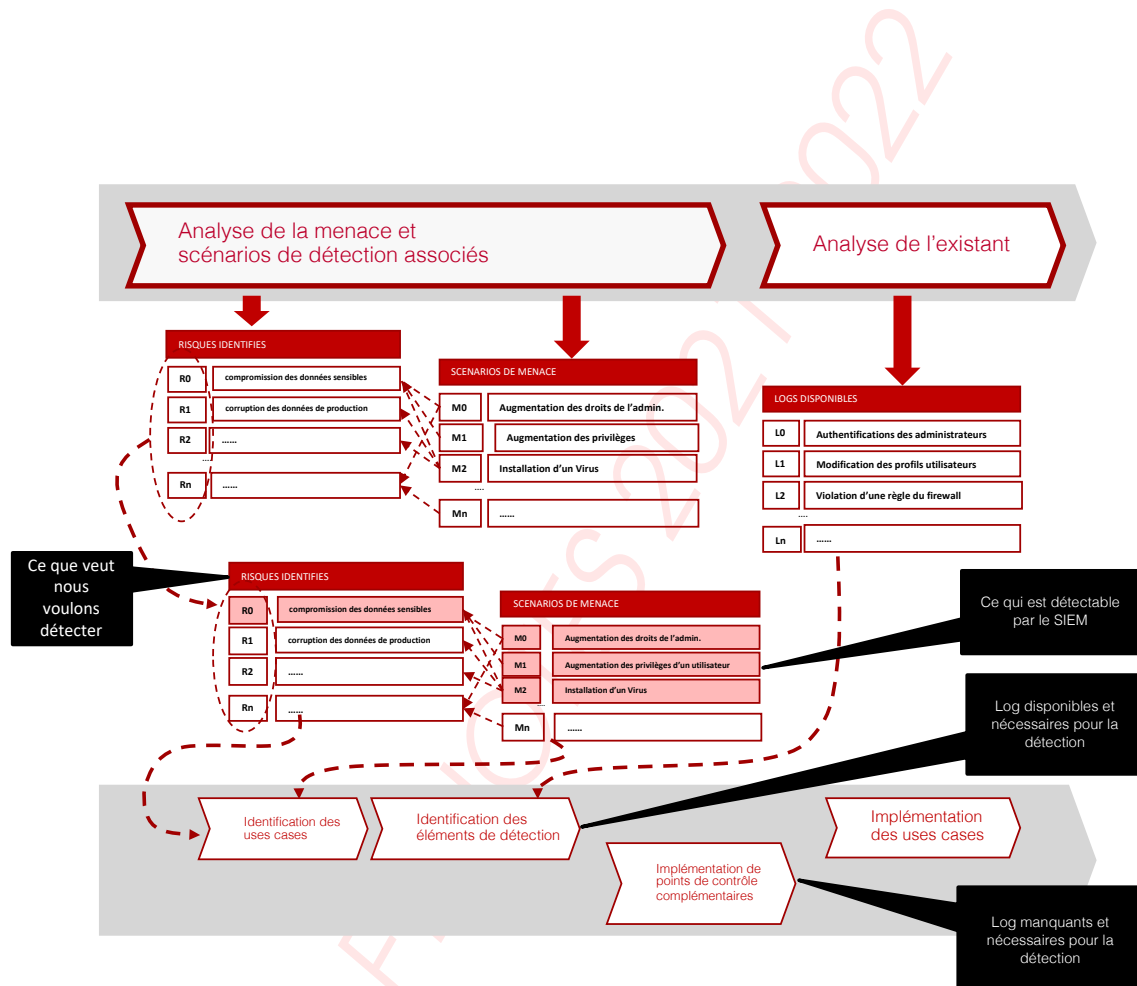 Analyse de la menace et
scénarios de détection associés
Analyse de l'existant
RISQUES IDENTIFIES
R0 compromission des données sensibles
R1 corruption des données de production
R2 ......
....
Rn ......
SCENARIOS DE MENACE
M0 Augmentation des droits de l'admin.
M1 Augmentation des privilèges
M2 Installation d'un Virus
....
Mn ......
LOGS DISPONIBLES
L0 Authentifications des administrateurs
L1 Modification des profils utilisateurs
L2 Violation d'une règle du firewall
....
Ln ......
Ce que veut
nous
voulons
détecter
RISQUES IDENTIFIES
R0 compromission des données sensibles
R1 corruption des données de production
R2 ......
Rn ......
SCENARIOS DE MENACE
M0 Augmentation des droits de l'admin.
M1 Augmentation des privilèges d'un utilisateur
M2 Installation d'un Virus
....
Mn ......
Ce qui est détectable
par le SIEM
Log disponibles et
nécessaires pour la
détection
Identification des
uses cases
Identification des
éléments de détection
Implémentation de
points de contrôle
complémentaires
Implémentation
des uses cases
Log manquants et
nécessaires pour la
détection
2021 2022